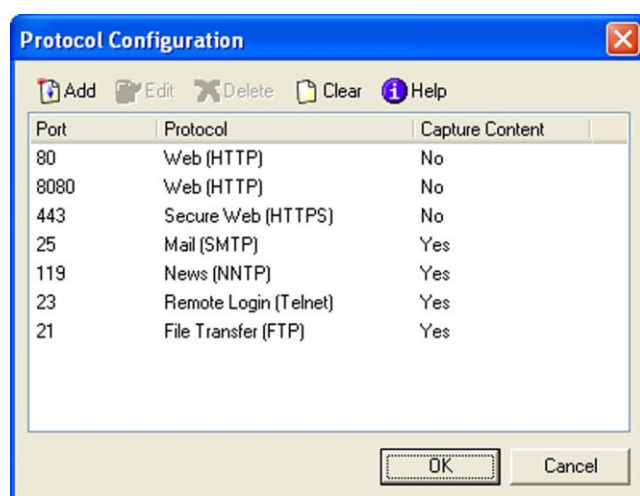 Protocol Configuration
Add Edit Delete Clear Help
Port Protocol Capture Content
80 Web (HTTP) No
8080 Web (HTTP) No
443 Secure Web (HTTPS) No
25 Mail (SMTP) Yes
119 News (NNTP) Yes
23 Remote Login (Telnet) Yes
21 File Transfer (FTP) Yes
OK Cancel